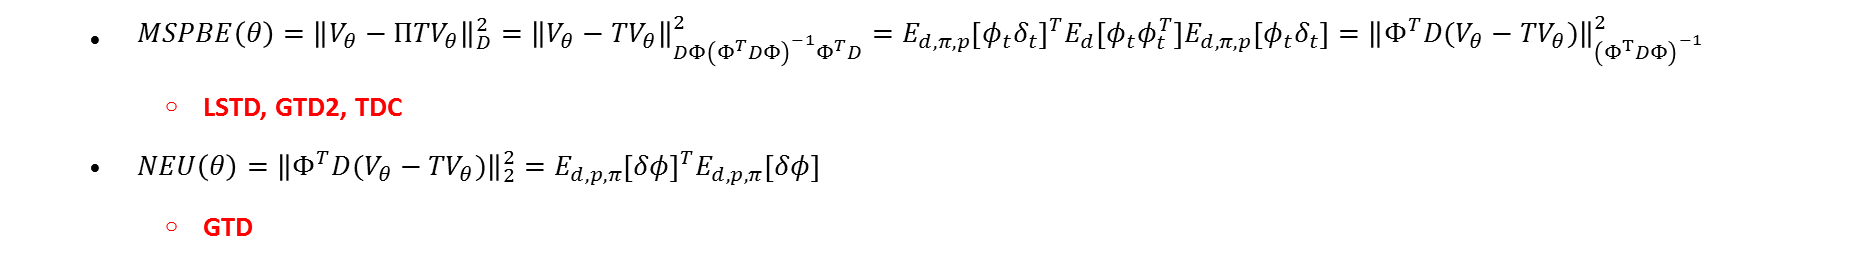 • MSPBE(θ) = ‖V_θ − ΠTV_θ‖²_D = ‖V_θ − TV_θ‖²_{DΦ(Φ^T DΦ)^{−1}Φ^T D} = E_{d,π,p}[ϕ_t δ_t]^T E_d[ϕ_t ϕ_t^T] E_{d,π,p}[ϕ_t δ_t] = ‖Φ^T D(V_θ − TV_θ)‖²_{(Φ^T DΦ)^{−1}}
○ LSTD, GTD2, TDC
• NEU(θ) = ‖Φ^T D(V_θ − TV_θ)‖²_2 = E_{d,p,π}[δϕ]^T E_{d,p,π}[δϕ]
○ GTD